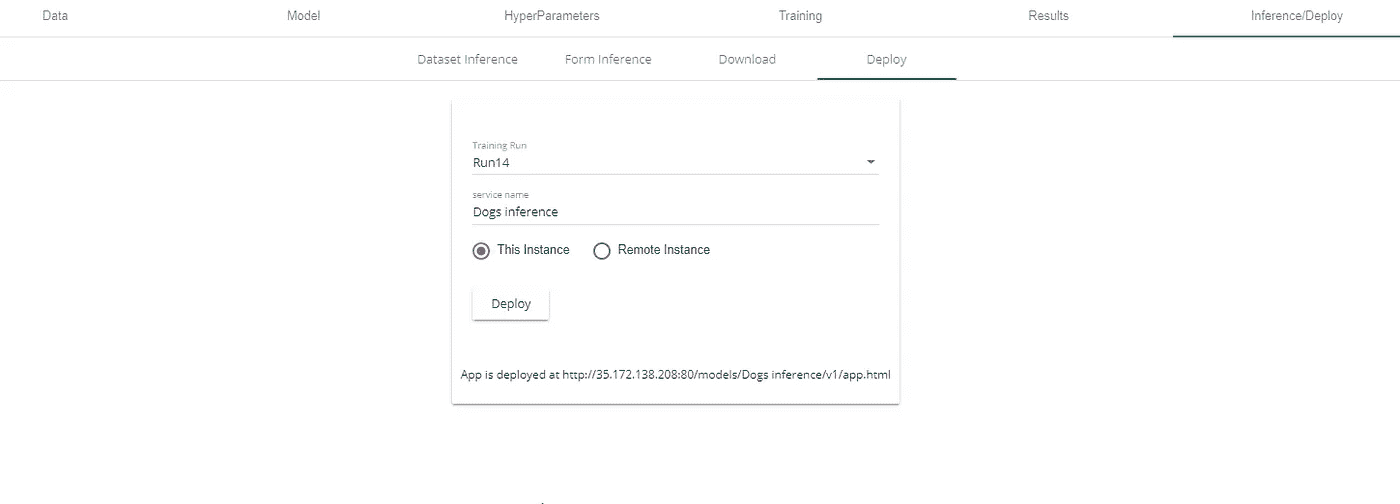 Data Model HyperParameters Training Results Inference/Deploy
Dataset Inference Form Inference Download Deploy
Training Run
Run14
service name
Dogs inference
This Instance Remote Instance
Deploy
App is deployed at http://35.172.138.208:80/models/Dogs inference/v1/app.html